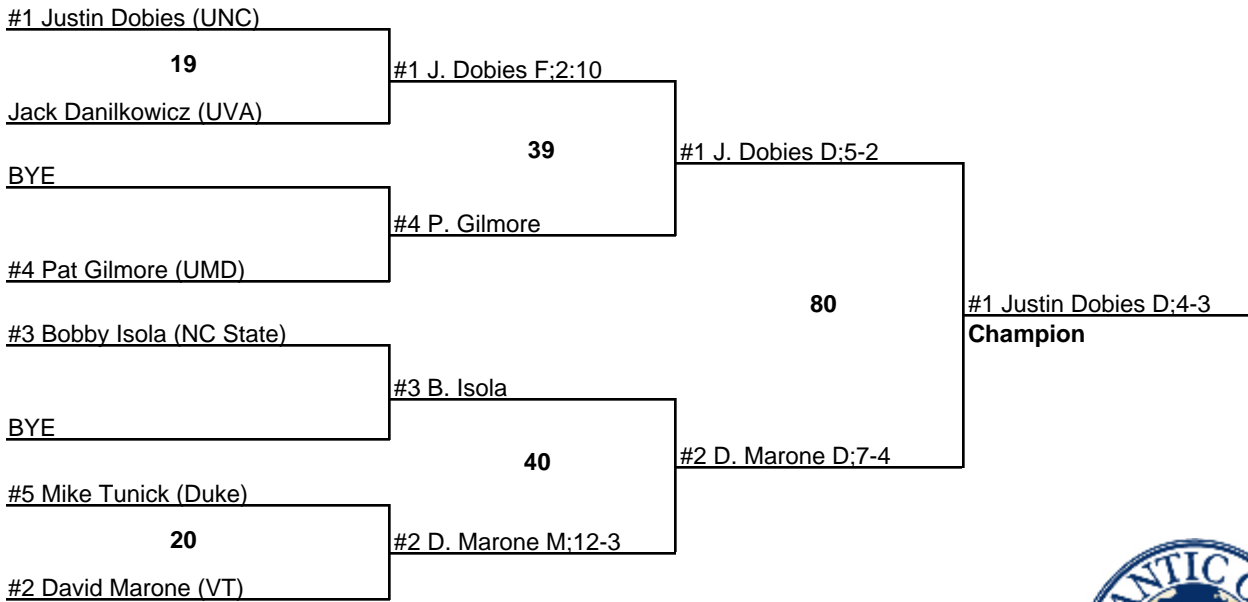 #1 Justin Dobies (UNC)
19
Jack Danilkowicz (UVA)
BYE
#4 Pat Gilmore (UMD)
#3 Bobby Isola (NC State)
BYE
#5 Mike Tunick (Duke)
20
#2 David Marone (VT)
#1 J. Dobies F;2:10
39
#4 P. Gilmore
#3 B. Isola
40
#2 D. Marone M;12-3
#1 J. Dobies D;5-2
80
#2 D. Marone D;7-4
#1 Justin Dobies D;4-3
Champion